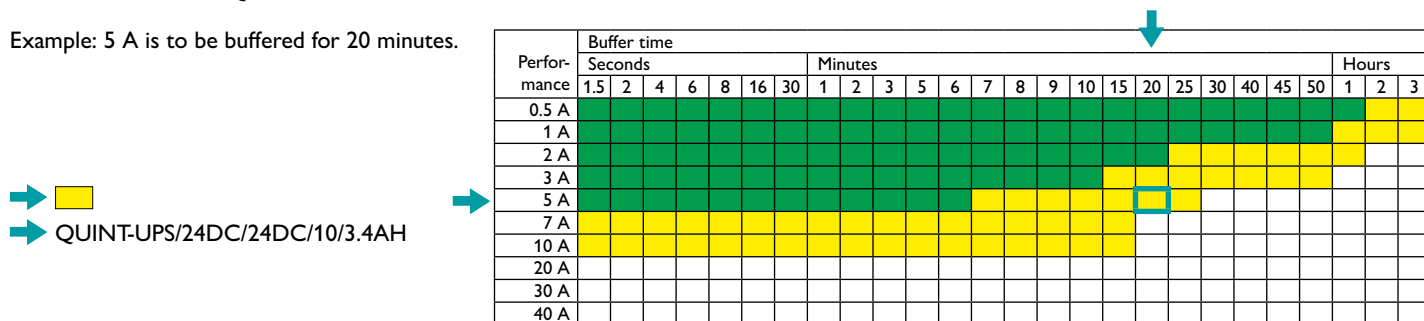 Example: 5 A is to be buffered for 20 minutes.
QUINT-UPS/24DC/24DC/10/3.4AH
Perfor-
mance
Buffer time
Seconds Minutes Hours
1.5 2 4 6 8 16 30 1 2 3 5 6 7 8 9 10 15 20 25 30 40 45 50 1 2 3
0.5 A
1 A
2 A
3 A
5 A
7 A
10 A
20 A
30 A
40 A